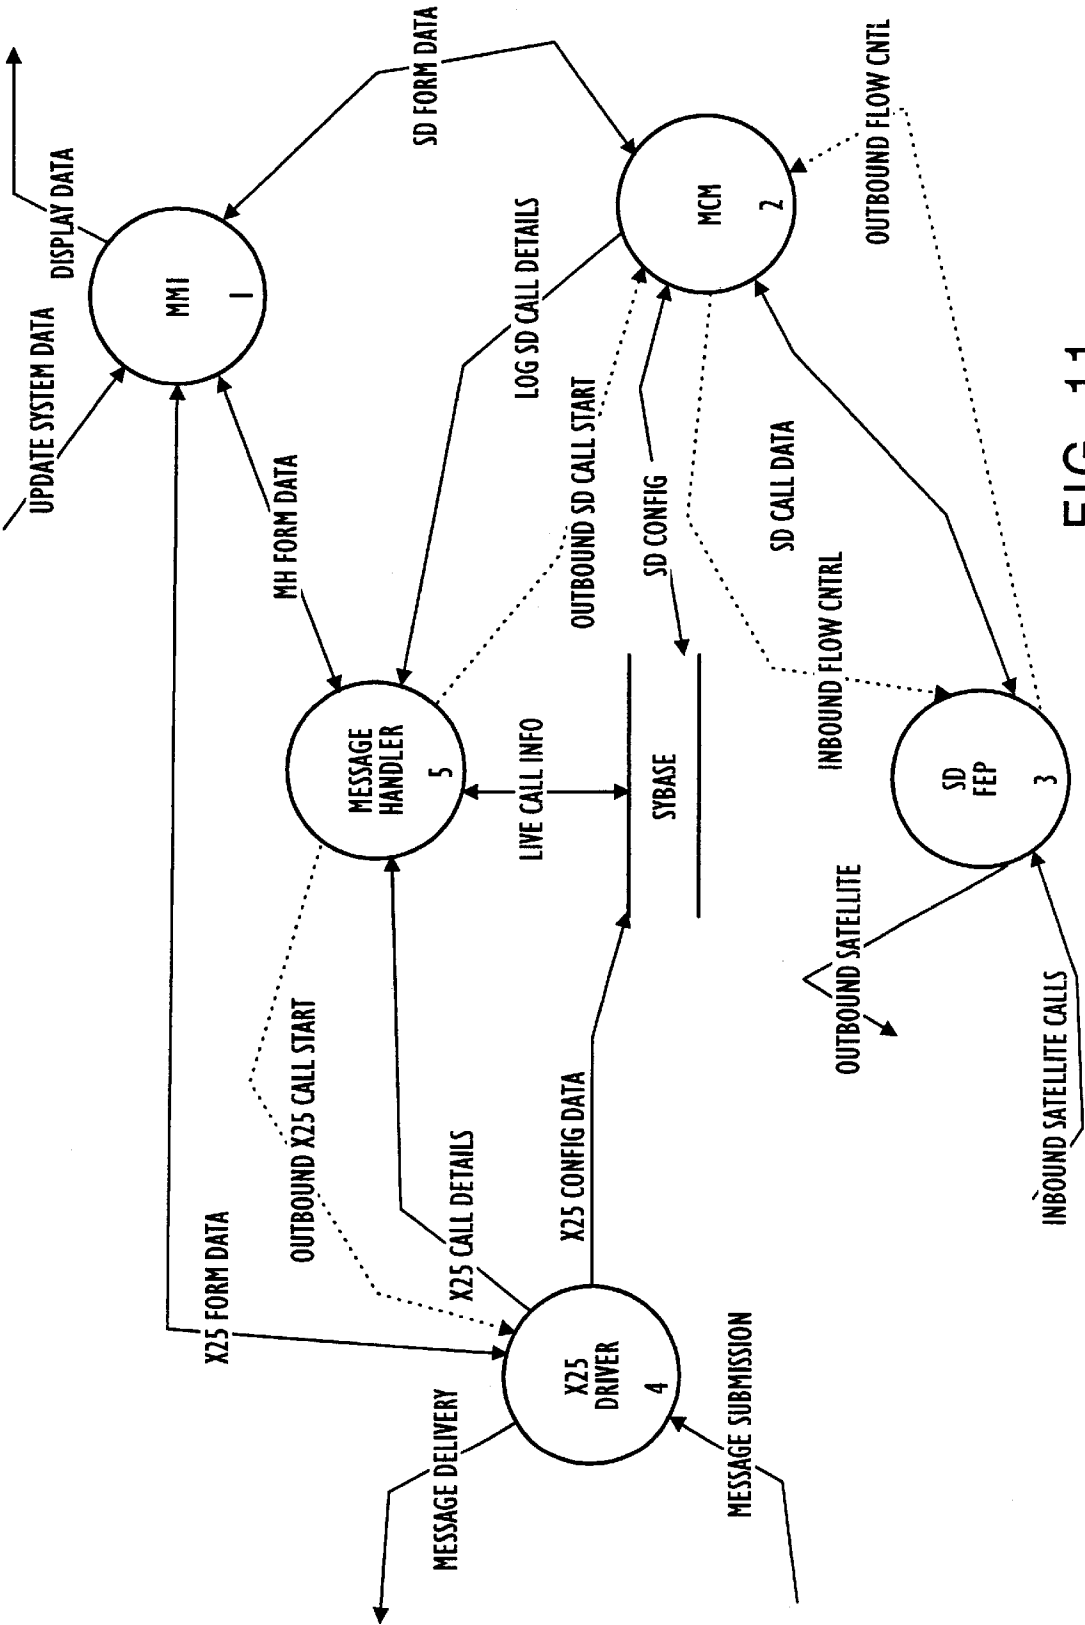 UPDATE SYSTEM DATA
DISPLAY DATA
MMI
1
X25 FORM DATA
MH FORM DATA
OUTBOUND X25 CALL START
MESSAGE
HANDLER
5
SD FORM DATA
MESSAGE DELIVERY
X25 CALL DETAILS
LOG SD CALL DETAILS
LIVE CALL INFO
X25 CONFIG DATA
OUTBOUND SD CALL START
X25
DRIVER
4
SD CONFIG
SYBASE
MCM
2
MESSAGE SUBMISSION
SD CALL DATA
INBOUND FLOW CNTRL
OUTBOUND SATELLITE
OUTBOUND FLOW CNTL
SD
FEP
3
INBOUND SATELLITE CALLS
FIG. 11